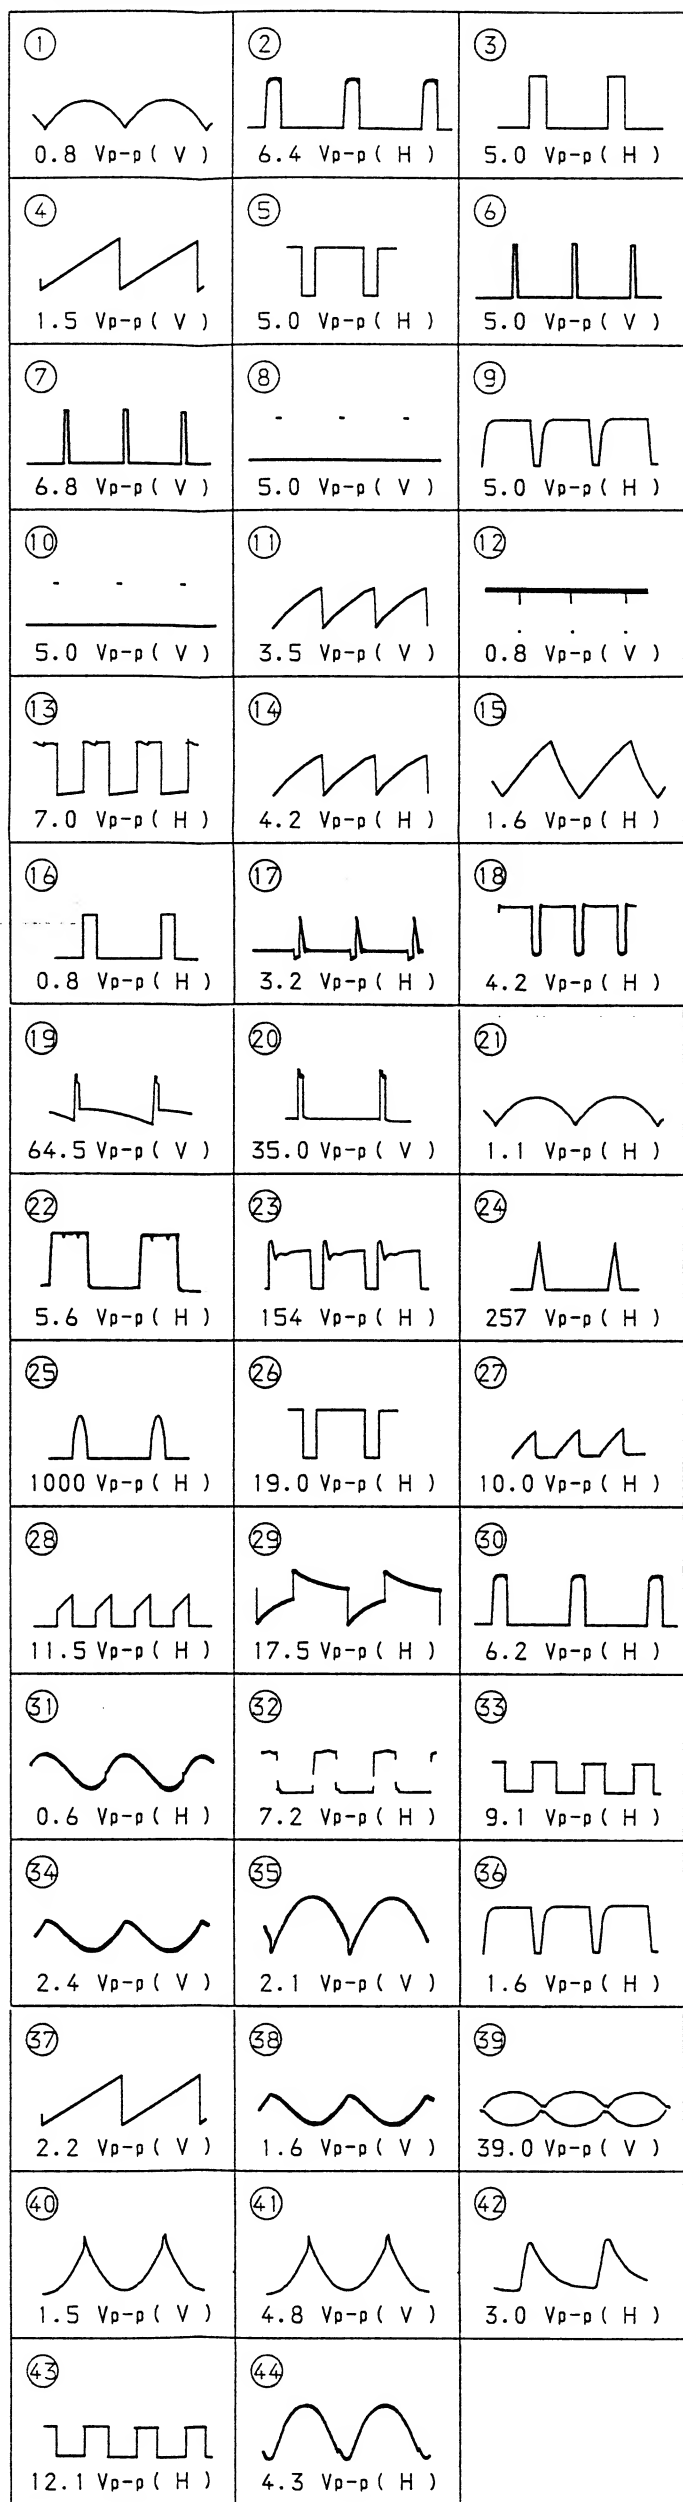 ① ② ③
0.8 Vp-p ( V ) 6.4 Vp-p ( H ) 5.0 Vp-p ( H )
④ ⑤ ⑥
1.5 Vp-p ( V ) 5.0 Vp-p ( H ) 5.0 Vp-p ( V )
⑦ ⑧ ⑨
6.8 Vp-p ( V ) 5.0 Vp-p ( V ) 5.0 Vp-p ( H )
⑩ ⑪ ⑫
5.0 Vp-p ( V ) 3.5 Vp-p ( V ) 0.8 Vp-p ( V )
⑬ ⑭ ⑮
7.0 Vp-p ( H ) 4.2 Vp-p ( H ) 1.6 Vp-p ( H )
⑯ ⑰ ⑱
0.8 Vp-p ( H ) 3.2 Vp-p ( H ) 4.2 Vp-p ( H )
⑲ ⑳ ㉑
64.5 Vp-p ( V ) 35.0 Vp-p ( V ) 1.1 Vp-p ( H )
㉒ ㉓ ㉔
5.6 Vp-p ( H ) 154 Vp-p ( H ) 257 Vp-p ( H )
㉕ ㉖ ㉗
1000 Vp-p ( H ) 19.0 Vp-p ( H ) 10.0 Vp-p ( H )
㉘ ㉙ ㉚
11.5 Vp-p ( H ) 17.5 Vp-p ( H ) 6.2 Vp-p ( H )
㉛ ㉜ ㉝
0.6 Vp-p ( H ) 7.2 Vp-p ( H ) 9.1 Vp-p ( H )
㉞ ㉟ ㊱
2.4 Vp-p ( V ) 2.1 Vp-p ( V ) 1.6 Vp-p ( H )
㊲ ㊳ ㊴
2.2 Vp-p ( V ) 1.6 Vp-p ( V ) 39.0 Vp-p ( V )
㊵ ㊶ ㊷
1.5 Vp-p ( V ) 4.8 Vp-p ( V ) 3.0 Vp-p ( H )
㊸ ㊹
12.1 Vp-p ( H ) 4.3 Vp-p ( H )